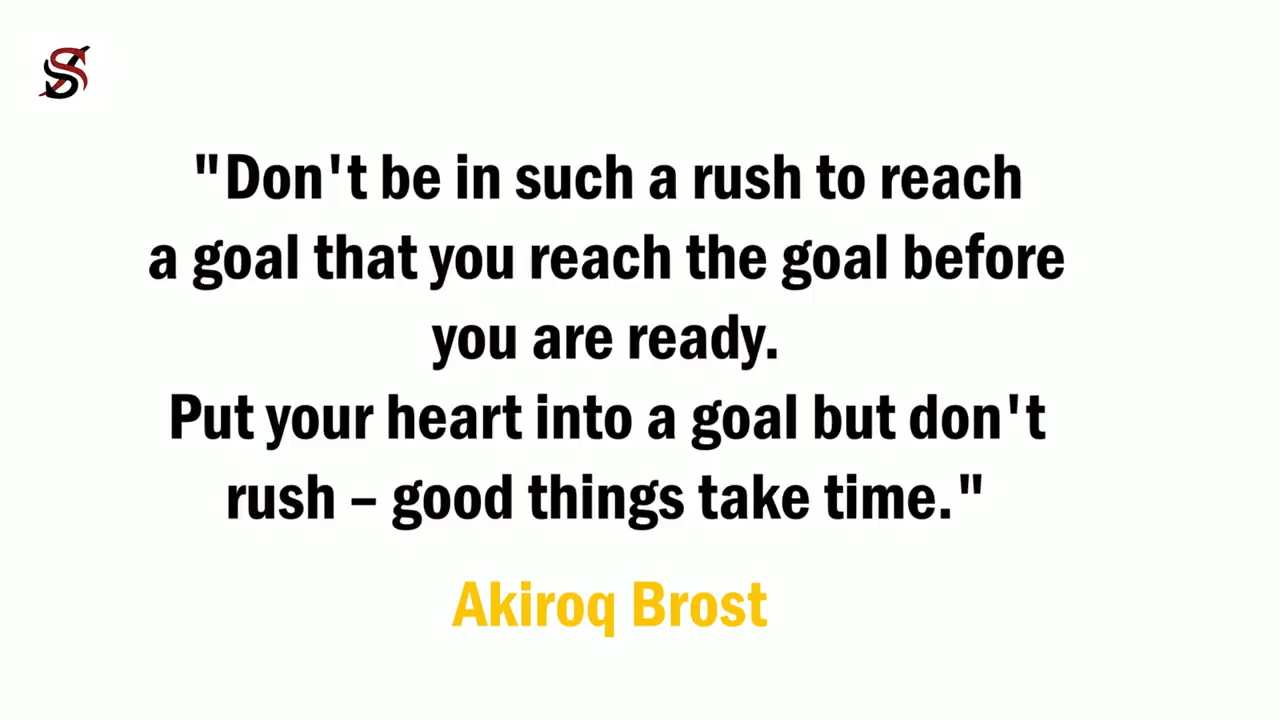 "Don't be in such a rush to reach
a goal that you reach the goal before
you are ready.
Put your heart into a goal but don't
rush – good things take time."
Akiroq Brost